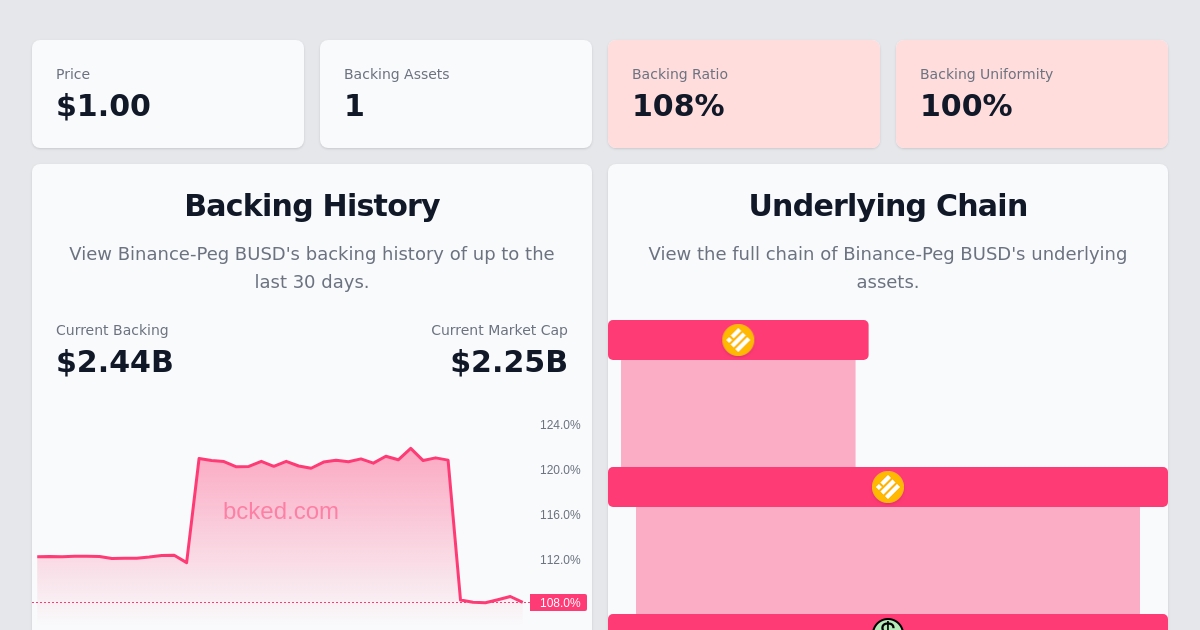 Price
$1.00
Backing Assets
1
Backing Ratio
108%
Backing Uniformity
100%
Backing History
View Binance-Peg BUSD's backing history of up to the
last 30 days.
Current Backing
$2.44B
Current Market Cap
$2.25B
124.0%
120.0%
116.0%
112.0%
108.0%
bcked.com
Underlying Chain
View the full chain of Binance-Peg BUSD's underlying
assets.
$